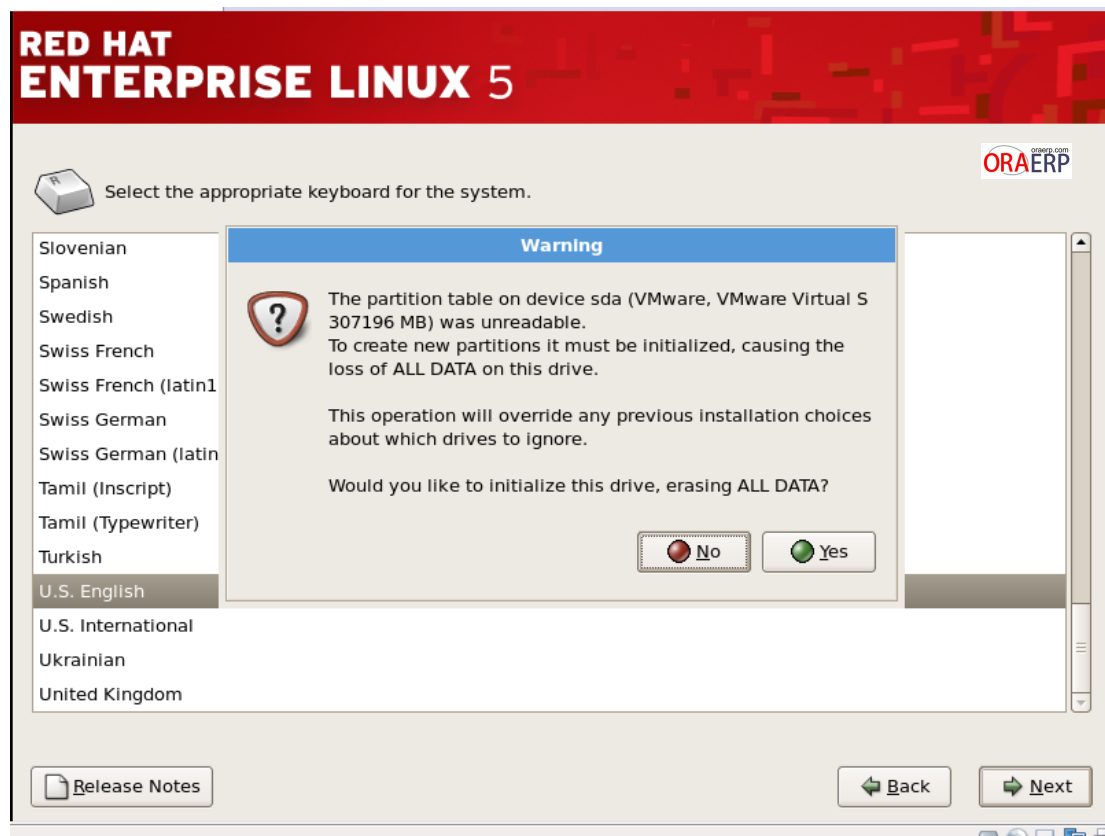 RED HAT
ENTERPRISE LINUX 5
oraerp.com
ORAERP
R
Select the appropriate keyboard for the system.
Slovenian
Spanish
Swedish
Swiss French
Swiss French (latin1
Swiss German
Swiss German (latin
Tamil (Inscript)
Tamil (Typewriter)
Turkish
U.S. English
U.S. International
Ukrainian
United Kingdom
Warning
?
The partition table on device sda (VMware, VMware Virtual S
307196 MB) was unreadable.
To create new partitions it must be initialized, causing the
loss of ALL DATA on this drive.
This operation will override any previous installation choices
about which drives to ignore.
Would you like to initialize this drive, erasing ALL DATA?
No
Yes
Release Notes
Back
Next